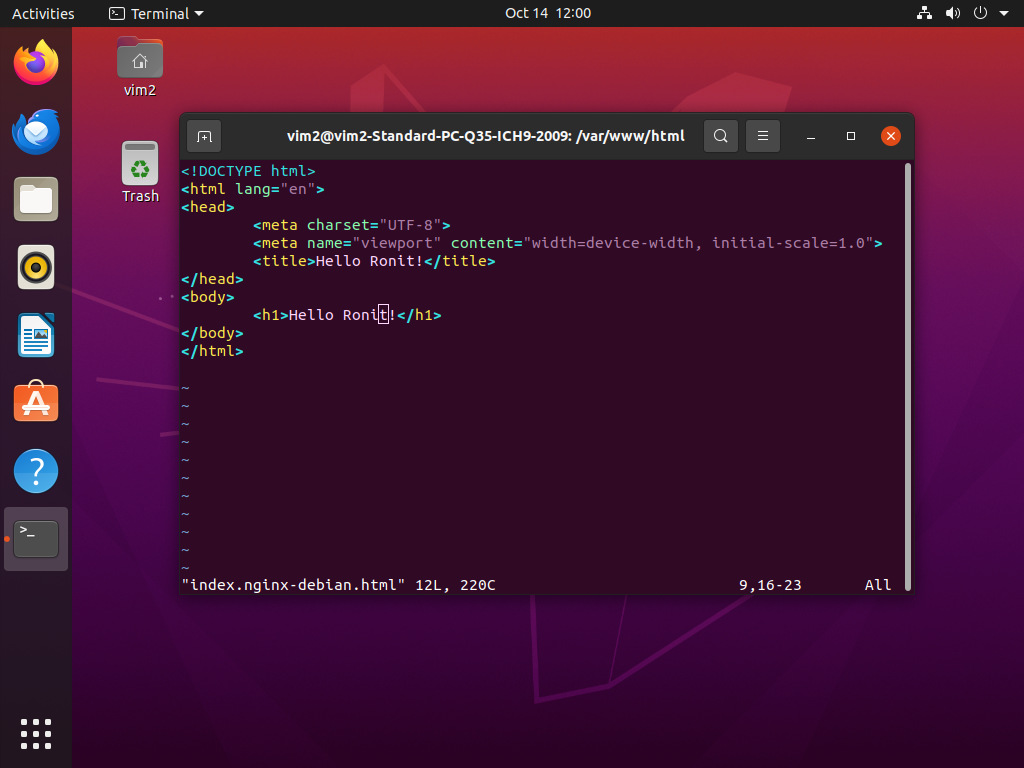 Activities
Terminal
Oct 14 12:00
vim2
Trash
vim2@vim2-Standard-PC-Q35-ICH9-2009: /var/www/html
<!DOCTYPE html>
<html lang="en">
<head>
        <meta charset="UTF-8">
        <meta name="viewport" content="width=device-width, initial-scale=1.0">
        <title>Hello Ronit!</title>
</head>
<body>
        <h1>Hello Ronit!</h1>
</body>
</html>
~
~
~
~
~
~
~
~
~
~
~
"index.nginx-debian.html" 12L, 220C 9,16-23 All